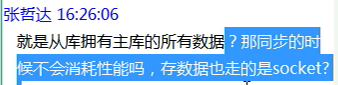 张哲达 16:26:06
就是从库拥有主库的所有数据？那同步的时
候不会消耗性能吗，存数据也走的是socket?